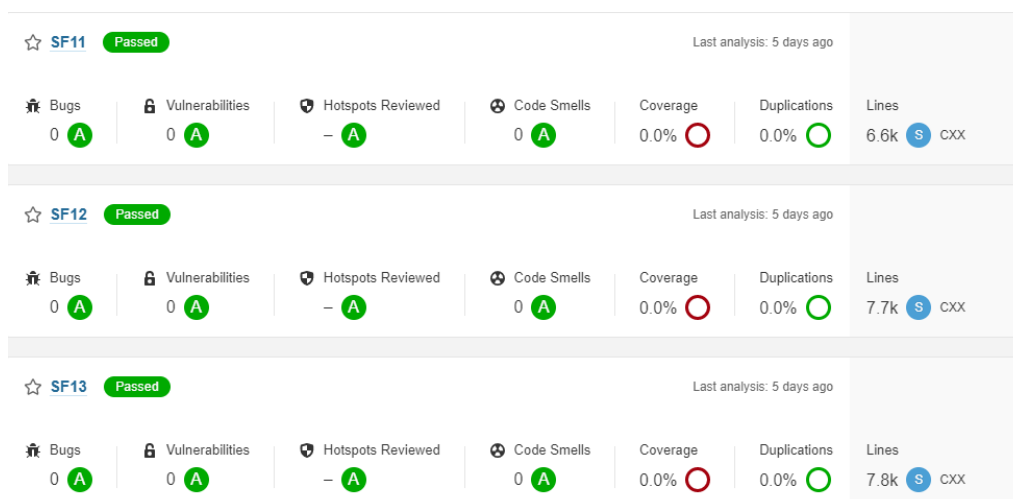 SF11 Passed Last analysis: 5 days ago
Bugs Vulnerabilities Hotspots Reviewed Code Smells Coverage Duplications Lines
0 A 0 A – A 0 A 0.0% 0.0% 6.6k S CXX
SF12 Passed Last analysis: 5 days ago
Bugs Vulnerabilities Hotspots Reviewed Code Smells Coverage Duplications Lines
0 A 0 A – A 0 A 0.0% 0.0% 7.7k S CXX
SF13 Passed Last analysis: 5 days ago
Bugs Vulnerabilities Hotspots Reviewed Code Smells Coverage Duplications Lines
0 A 0 A – A 0 A 0.0% 0.0% 7.8k S CXX